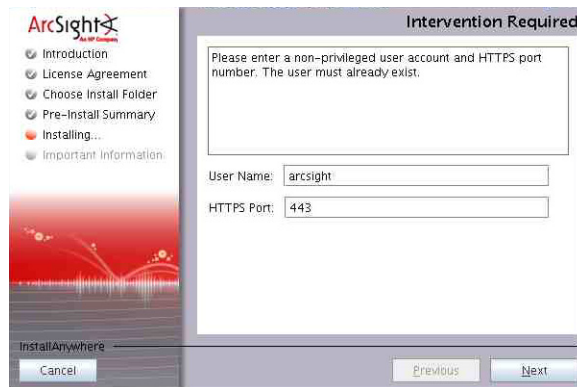 ArcSight
An HP Company
Intervention Required
Introduction
License Agreement
Choose Install Folder
Pre-Install Summary
Installing...
Important Information
Please enter a non-privileged user account and HTTPS port
number. The user must already exist.
User Name: arcsight
HTTPS Port: 443
InstallAnywhere
Cancel
Previous
Next